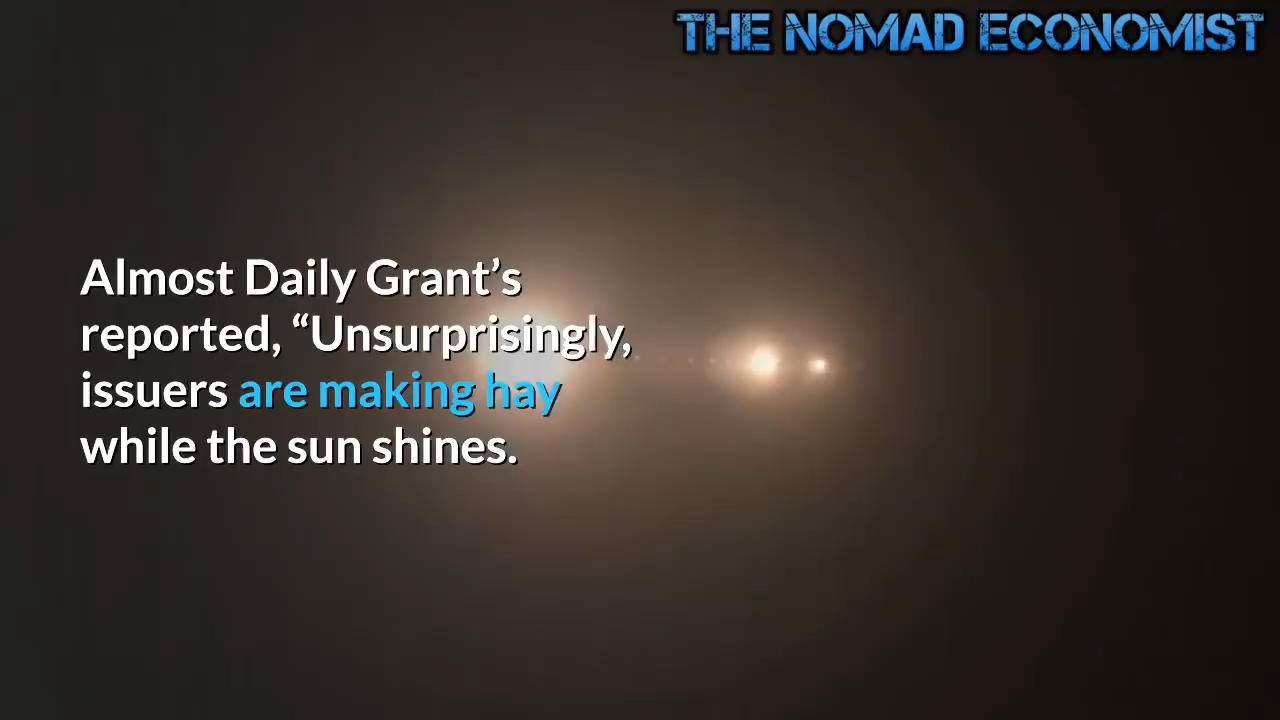 THE NOMAD ECONOMIST
Almost Daily Grant’s
reported, “Unsurprisingly,
issuers are making hay
while the sun shines.